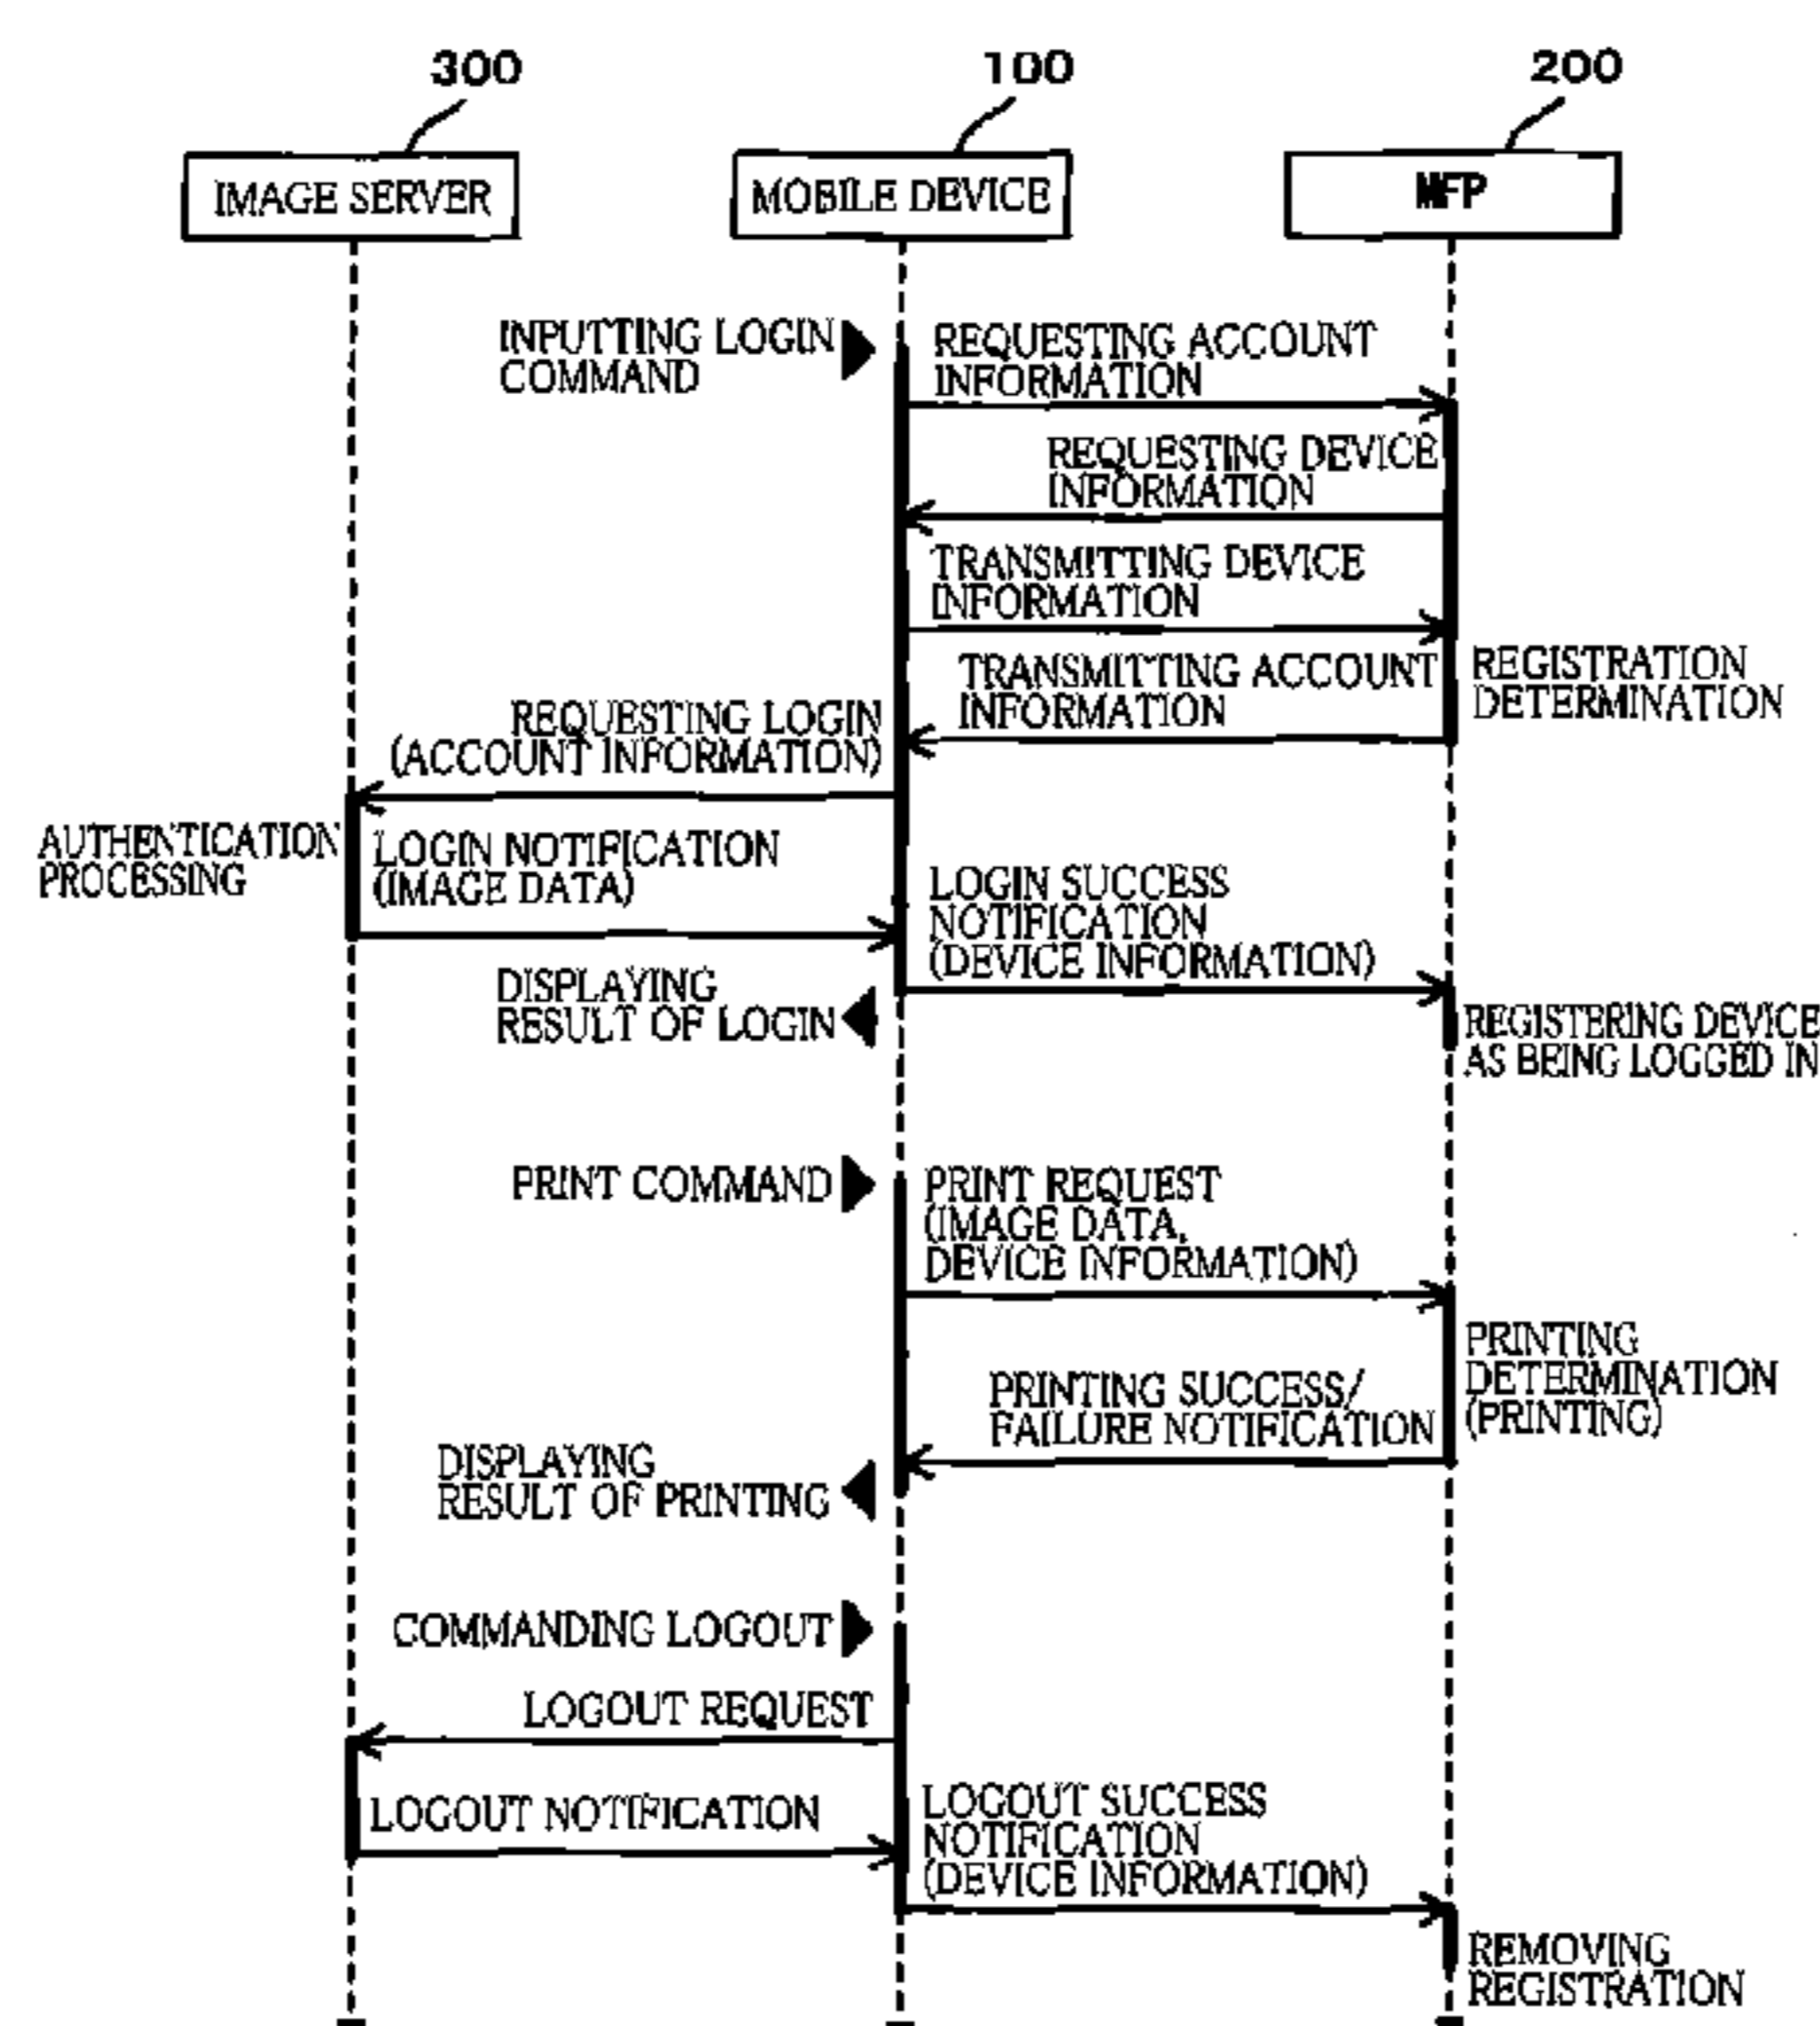 300
100
200
IMAGE SERVER
MOBILE DEVICE
MFP
INPUTTING LOGIN
COMMAND
REQUESTING ACCOUNT
INFORMATION
REQUESTING DEVICE
INFORMATION
TRANSMITTING DEVICE
INFORMATION
TRANSMITTING ACCOUNT
INFORMATION
REGISTRATION
DETERMINATION
REQUESTING LOGIN
(ACCOUNT INFORMATION)
AUTHENTICATION
PROCESSING
LOGIN NOTIFICATION
(IMAGE DATA)
LOGIN SUCCESS
NOTIFICATION
(DEVICE INFORMATION)
DISPLAYING
RESULT OF LOGIN
REGISTERING DEVICE
AS BEING LOGGED IN
PRINT COMMAND
PRINT REQUEST
(IMAGE DATA,
DEVICE INFORMATION)
PRINTING
DETERMINATION
(PRINTING)
PRINTING SUCCESS/
FAILURE NOTIFICATION
DISPLAYING
RESULT OF PRINTING
COMMANDING LOGOUT
LOGOUT REQUEST
LOGOUT NOTIFICATION
LOGOUT SUCCESS
NOTIFICATION
(DEVICE INFORMATION)
REMOVING
REGISTRATION